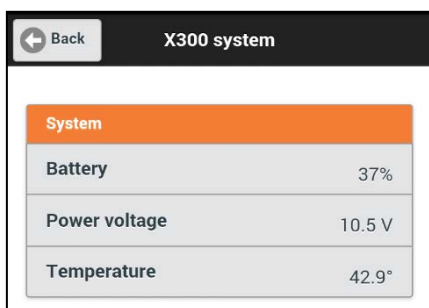 Back X300 system
System
Battery 37%
Power voltage 10.5 V
Temperature 42.9°